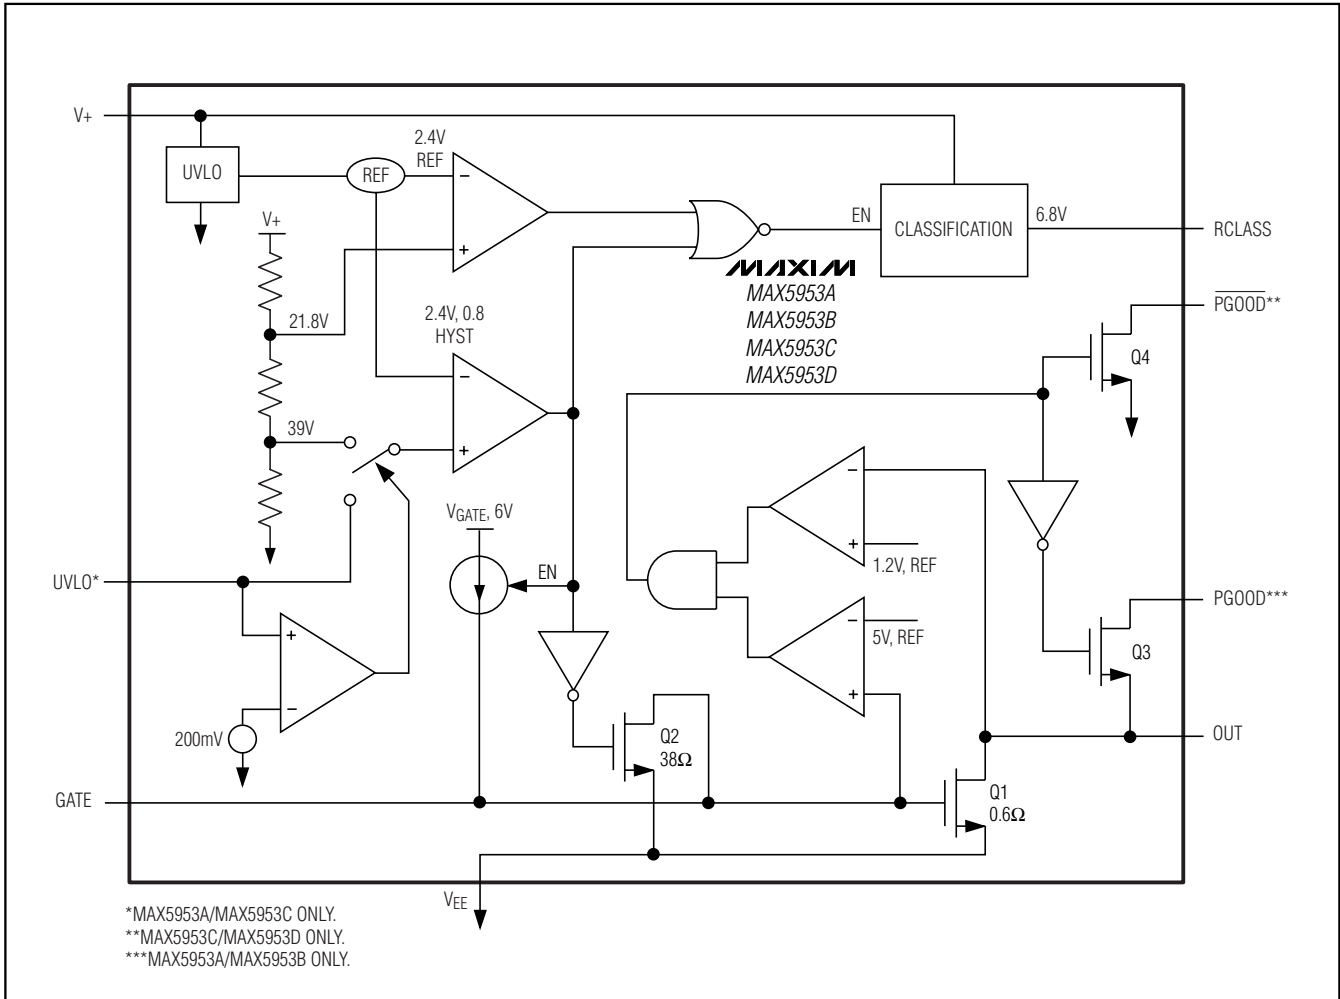 V+
UVLO
REF
2.4V
REF
V+
21.8V
39V
2.4V, 0.8
HYST
−
+
−
+
EN
CLASSIFICATION
6.8V
RCLASS
MAXIM
MAX5953A
MAX5953B
MAX5953C
MAX5953D
PGOOD**
Q4
UVLO*
VGATE, 6V
EN
−
+
1.2V, REF
−
5V, REF
+
PGOOD***
Q3
+
−
200mV
Q2
38Ω
OUT
GATE
Q1
0.6Ω
VEE
*MAX5953A/MAX5953C ONLY.
**MAX5953C/MAX5953D ONLY.
***MAX5953A/MAX5953B ONLY.